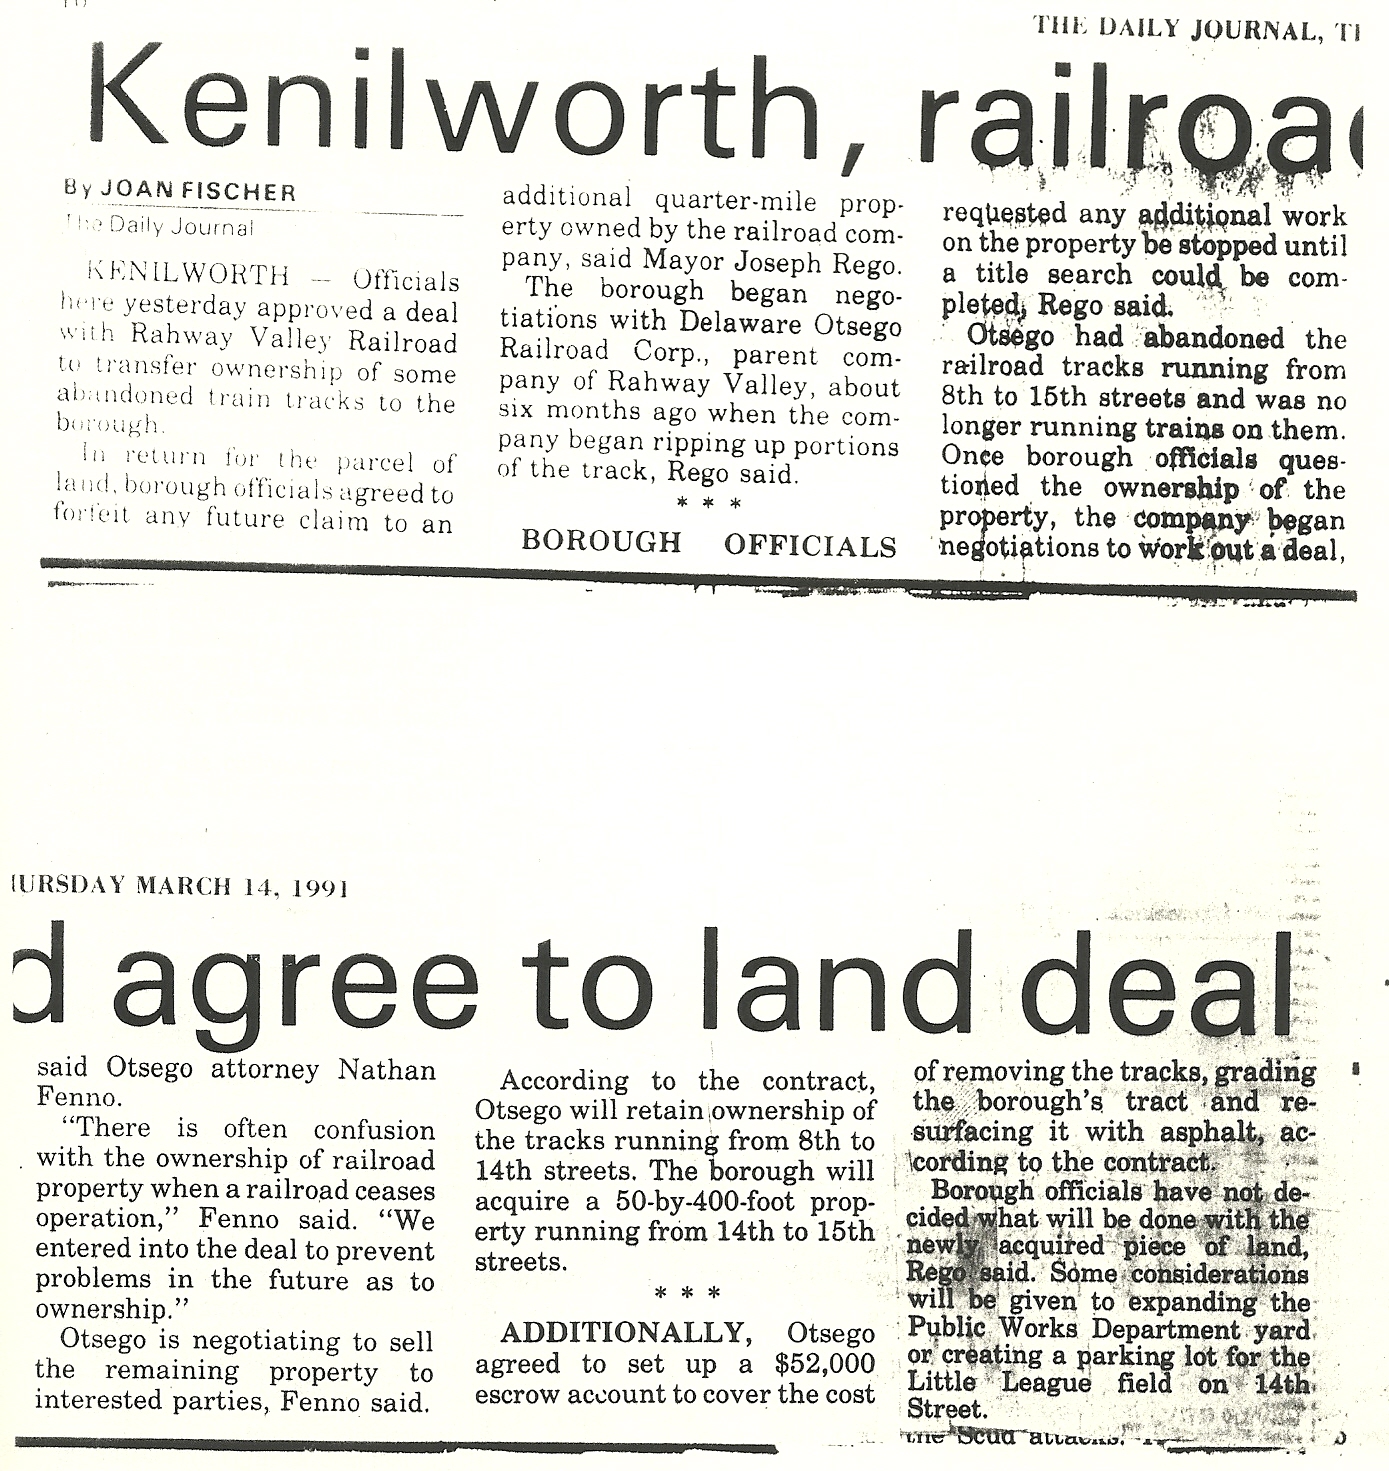 THE DAILY JOURNAL, TH
Kenilworth, railroad
By JOAN FISCHER
The Daily Journal
KENILWORTH — Officials
here yesterday approved a deal
with Rahway Valley Railroad
to transfer ownership of some
abandoned train tracks to the
borough.
In return for the parcel of
land, borough officials agreed to
forfeit any future claim to an
additional quarter-mile prop-
erty owned by the railroad com-
pany, said Mayor Joseph Rego.
The borough began nego-
tiations with Delaware Otsego
Railroad Corp., parent com-
pany of Rahway Valley, about
six months ago when the com-
pany began ripping up portions
of the track, Rego said.
* * *
BOROUGH OFFICIALS
requested any additional work
on the property be stopped until
a title search could be com-
pleted, Rego said.
Otsego had abandoned the
railroad tracks running from
8th to 15th streets and was no
longer running trains on them.
Once borough officials ques-
tioned the ownership of the
property, the company began
negotiations to work out a deal,
URSDAY MARCH 14, 1991
d agree to land deal
said Otsego attorney Nathan
Fenno.
“There is often confusion
with the ownership of railroad
property when a railroad ceases
operation,” Fenno said. “We
entered into the deal to prevent
problems in the future as to
ownership.”
Otsego is negotiating to sell
the remaining property to
interested parties, Fenno said.
According to the contract,
Otsego will retain ownership of
the tracks running from 8th to
14th streets. The borough will
acquire a 50-by-400-foot prop-
erty running from 14th to 15th
streets.
* * *
ADDITIONALLY, Otsego
agreed to set up a $52,000
escrow account to cover the cost
of removing the tracks, grading
the borough's tract and re-
surfacing it with asphalt, ac-
cording to the contract.
Borough officials have not de-
cided what will be done with the
newly acquired piece of land,
Rego said. Some considerations
will be given to expanding the
Public Works Department yard
or creating a parking lot for the
Little League field on 14th
Street.
the Scud attacks.